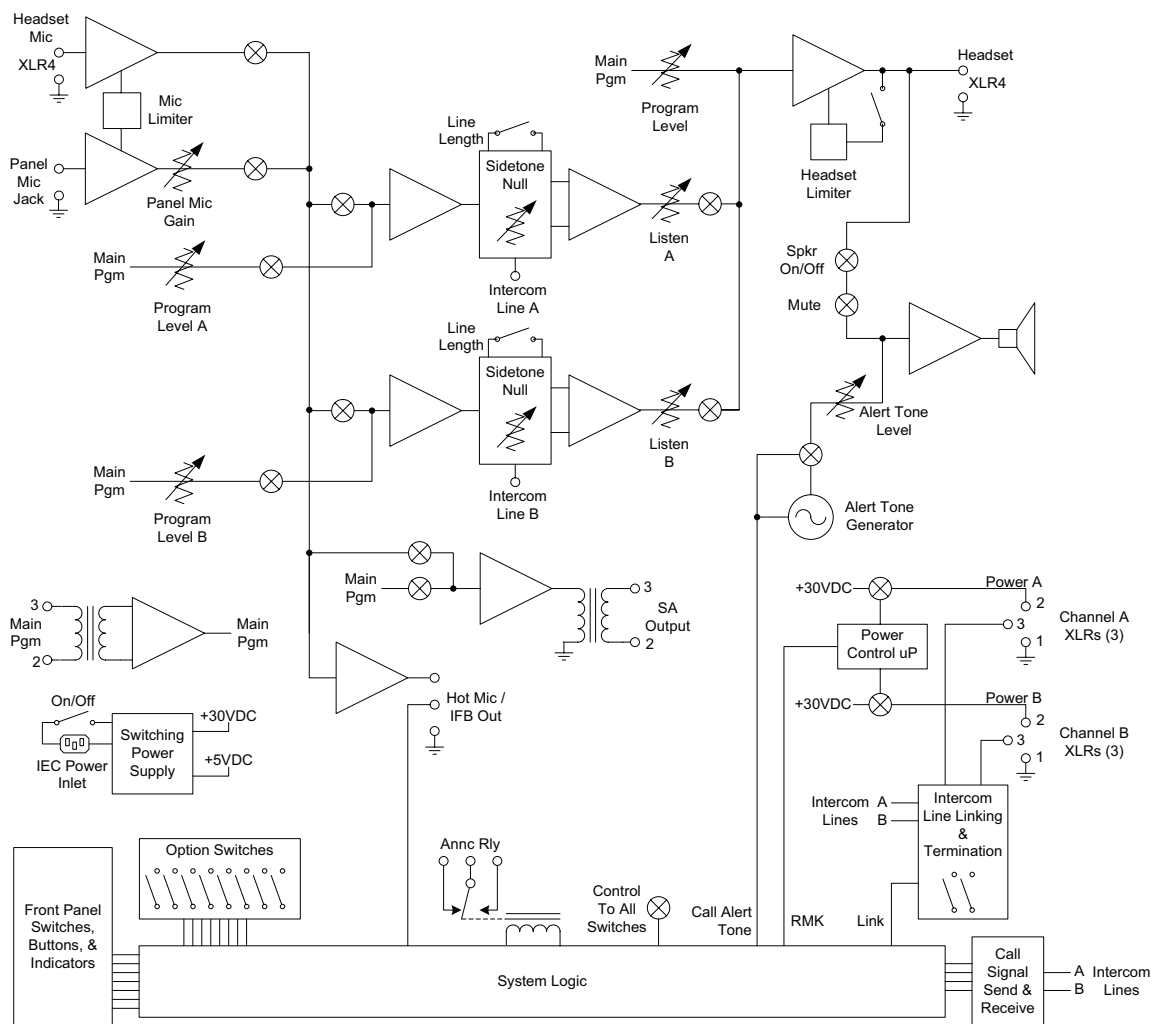 Headset
Mic
XLR4
Mic
Limiter
Panel
Mic
Jack
Panel Mic
Gain
Main
Pgm
Program
Level A
Main
Pgm
Program
Level B
Line
Length
Sidetone
Null
Intercom
Line A
Listen
A
Line
Length
Sidetone
Null
Intercom
Line B
Listen
B
Main
Pgm
Program
Level
Headset
XLR4
Headset
Limiter
Spkr
On/Off
Mute
Alert Tone
Level
Alert Tone
Generator
Main
Pgm
3
SA
Output
2
3
Main
Pgm
2
Main
Pgm
Hot Mic /
IFB Out
On/Off
IEC Power
Inlet
Switching
Power
Supply
+30VDC
+5VDC
+30VDC
Power A
2
3
1
Channel A
XLRs (3)
Power
Control uP
+30VDC
Power B
2
3
1
Channel B
XLRs (3)
Intercom
Lines
A
B
Intercom
Line Linking
&
Termination
Option Switches
Annc Rly
Control
To All
Switches
Call Alert
Tone
RMK
Link
Front Panel
Switches,
Buttons, &
Indicators
System Logic
Call
Signal
Send &
Receive
A
B
Intercom
Lines